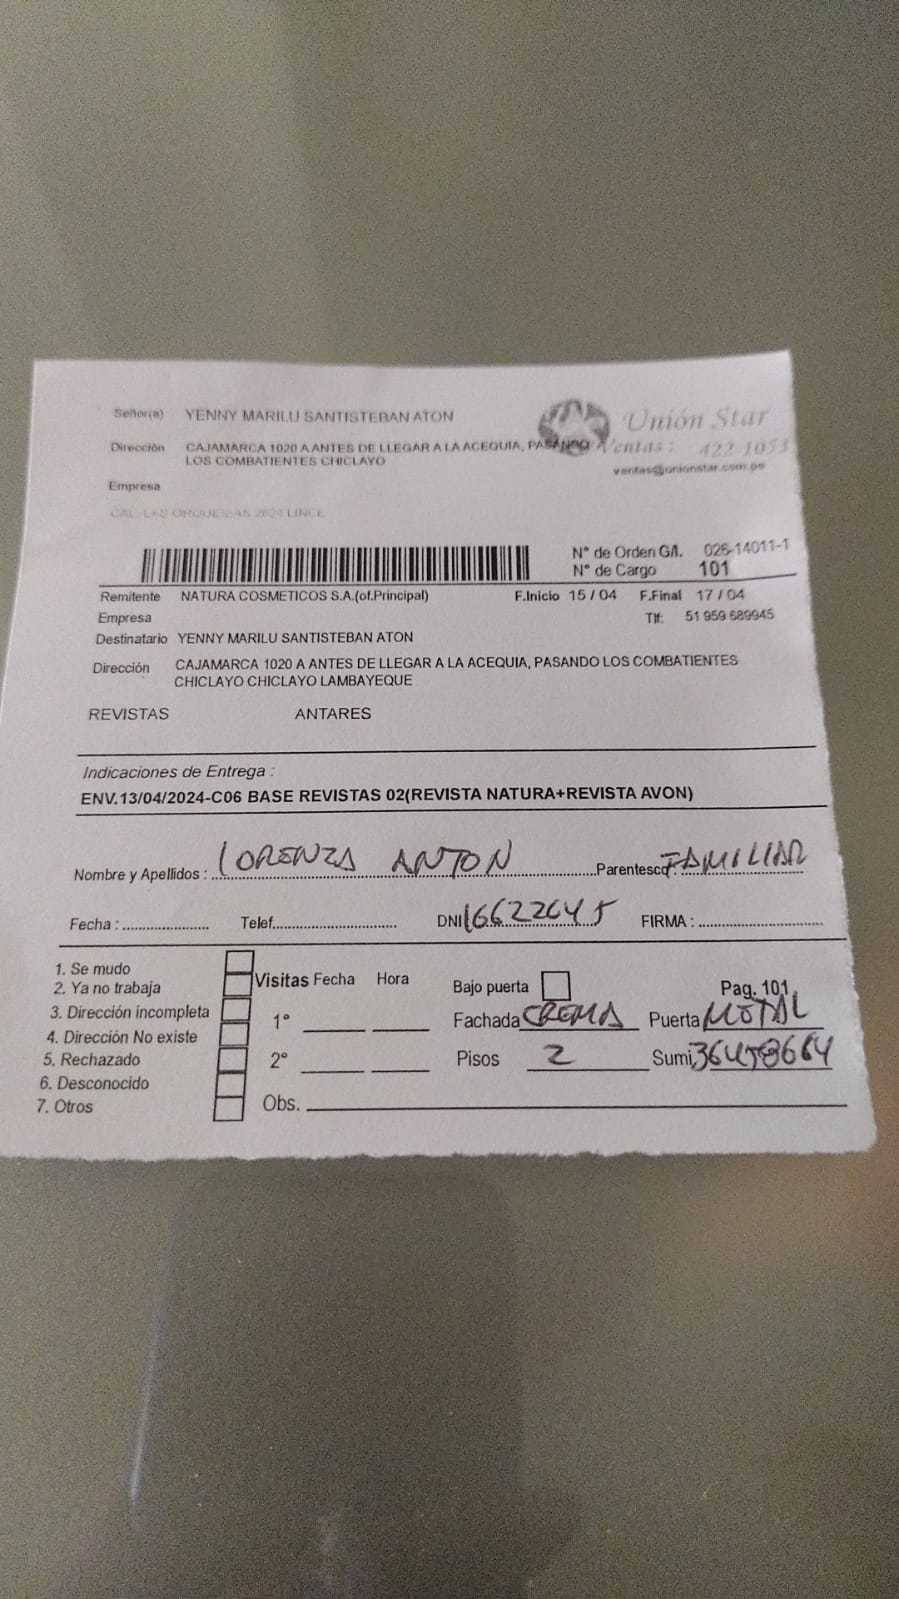 Señor(a) YENNY MARILU SANTISTEBAN ATON
Unión Star
Dirección CAJAMARCA 1020 A ANTES DE LLEGAR A LA ACEQUIA, PASANDO
LOS COMBATIENTES CHICLAYO
Ventas: 422-1053
ventas@unionstar.com.pe
Empresa
2624 LINCE
N° de Orden G/I. 026-14011-1
N° de Cargo 101
Remitente NATURA COSMETICOS S.A.(of.Principal) F.Inicio 15 / 04 F.Final 17 / 04
Empresa Tlf: 51 959 689945
Destinatario YENNY MARILU SANTISTEBAN ATON
Dirección CAJAMARCA 1020 A ANTES DE LLEGAR A LA ACEQUIA, PASANDO LOS COMBATIENTES
CHICLAYO CHICLAYO LAMBAYEQUE
REVISTAS ANTARES
Indicaciones de Entrega :
ENV.13/04/2024-C06 BASE REVISTAS 02(REVISTA NATURA+REVISTA AVON)
Nombre y Apellidos : LORENZA ANTON Parentesco : FAMILIAR
Fecha : Telef. DNI 16622645 FIRMA :
1. Se mudo
2. Ya no trabaja
3. Dirección incompleta
4. Dirección No existe
5. Rechazado
6. Desconocido
7. Otros
Visitas Fecha Hora Bajo puerta Pag. 101
1° Fachada CREMA Puerta METAL
2° Pisos 2 Sumi.
Obs.